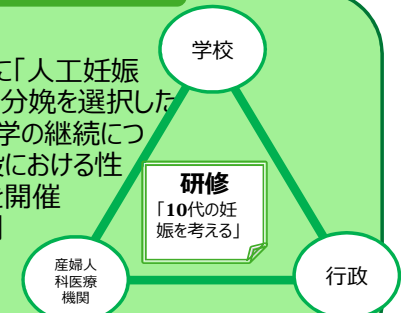 学校
に「人工妊娠
分娩を選択した
学の継続につ
における性
を開催
研修
「10代の妊
娠を考える」
産婦人
科医療
機関
行政